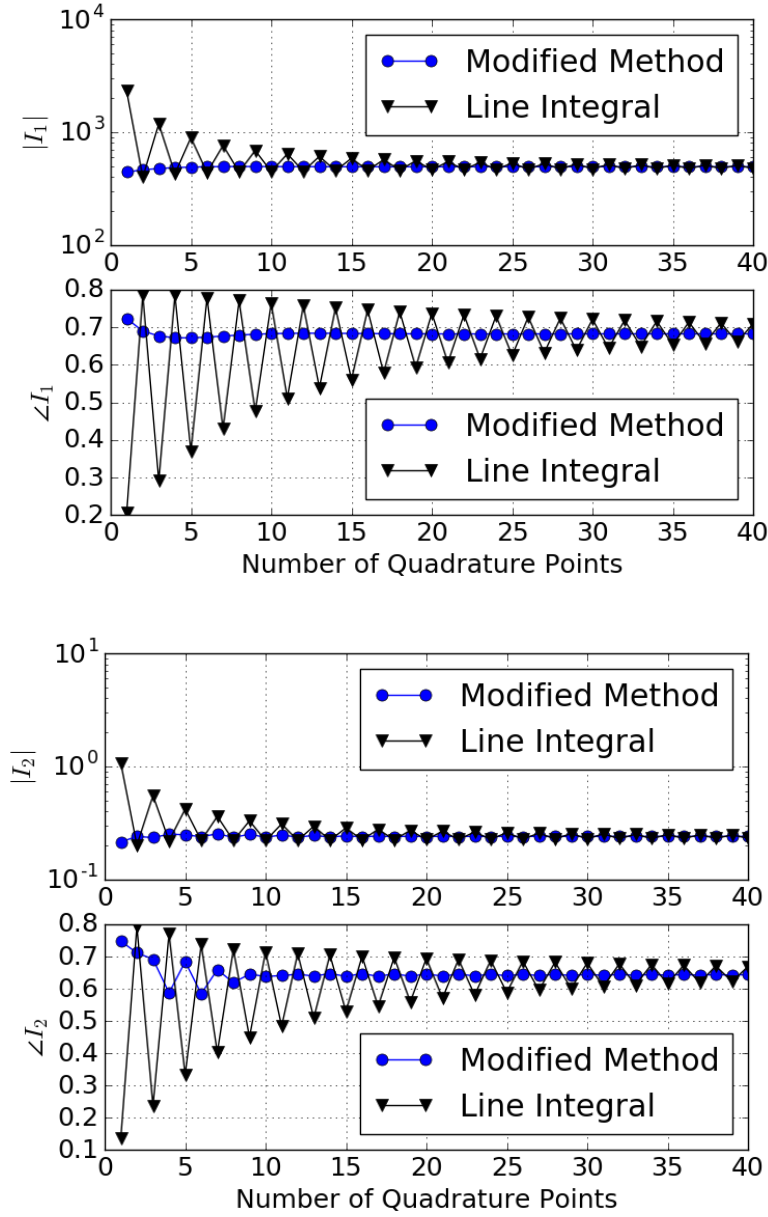 10^4
10^3
10^2
|I_1|
Modified Method
Line Integral
0 5 10 15 20 25 30 35 40
0.8
0.7
0.6
0.5
0.4
0.3
0.2
∠I_1
Modified Method
Line Integral
0 5 10 15 20 25 30 35 40
Number of Quadrature Points
10^1
10^0
10^-1
|I_2|
Modified Method
Line Integral
0 5 10 15 20 25 30 35 40
0.8
0.7
0.6
0.5
0.4
0.3
0.2
0.1
∠I_2
Modified Method
Line Integral
0 5 10 15 20 25 30 35 40
Number of Quadrature Points